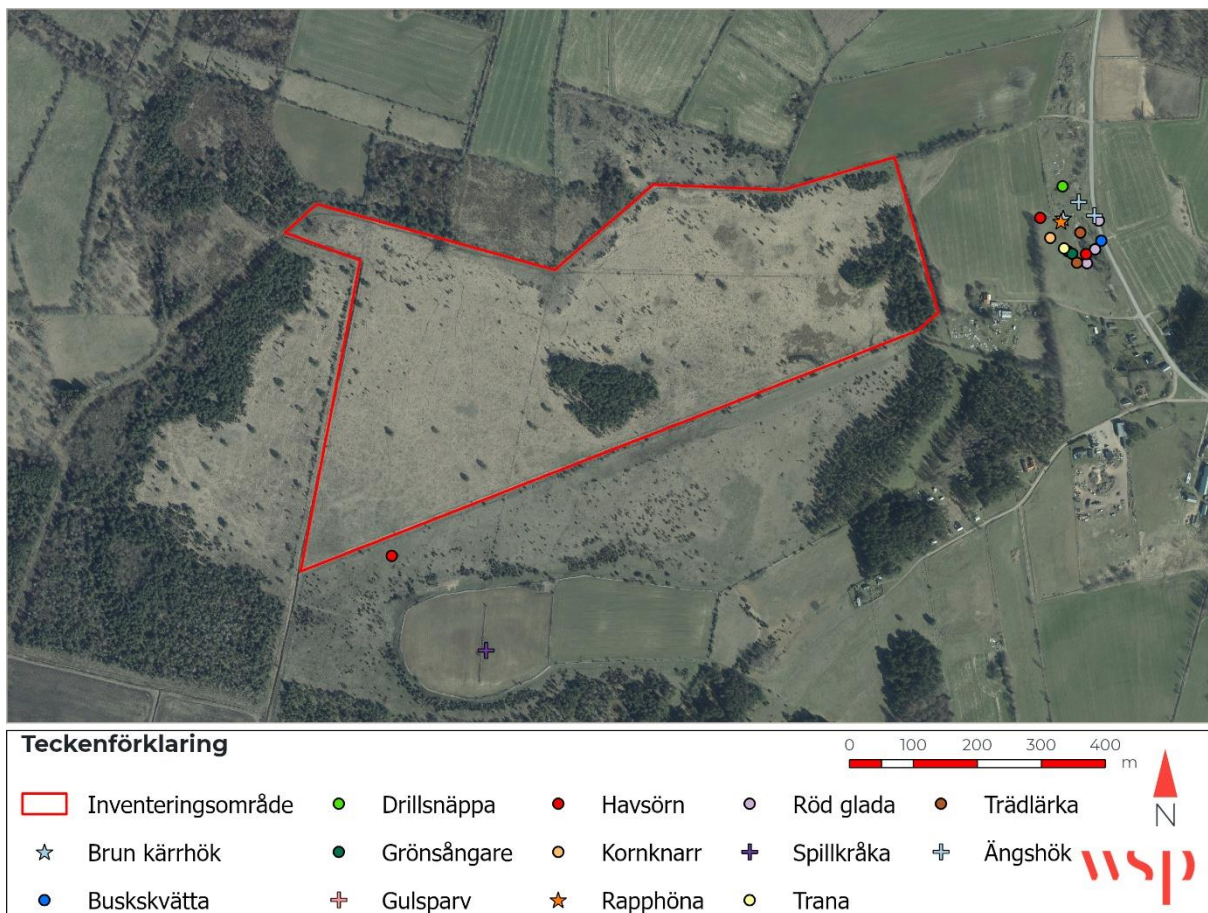 Teckenförklaring
0 100 200 300 400
m
Inventeringsområde Drillsnäppa Havsörn Röd glada Trädlärka
N
Brun kärrhök Grönsångare Kornknarr Spillkråka Ängshök
wsp
Buskskvätta Gulsparv Rapphöna Trana